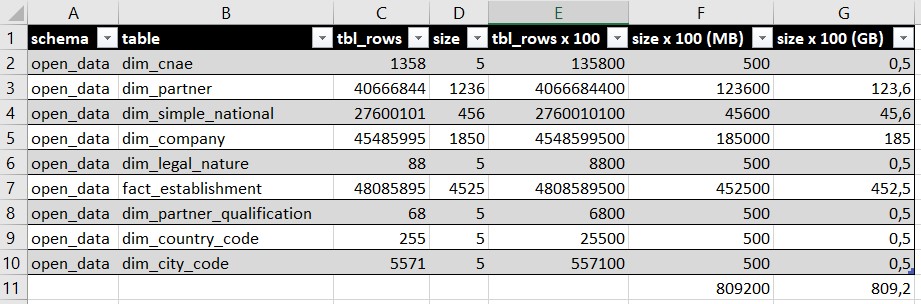 A B C D E F G
1 schema table tbl_rows size tbl_rows x 100 size x 100 (MB) size x 100 (GB)
2 open_data dim_cnae 1358 5 135800 500 0,5
3 open_data dim_partner 40666844 1236 4066684400 123600 123,6
4 open_data dim_simple_national 27600101 456 2760010100 45600 45,6
5 open_data dim_company 45485995 1850 4548599500 185000 185
6 open_data dim_legal_nature 88 5 8800 500 0,5
7 open_data fact_establishment 48085895 4525 4808589500 452500 452,5
8 open_data dim_partner_qualification 68 5 6800 500 0,5
9 open_data dim_country_code 255 5 25500 500 0,5
10 open_data dim_city_code 5571 5 557100 500 0,5
11 809200 809,2